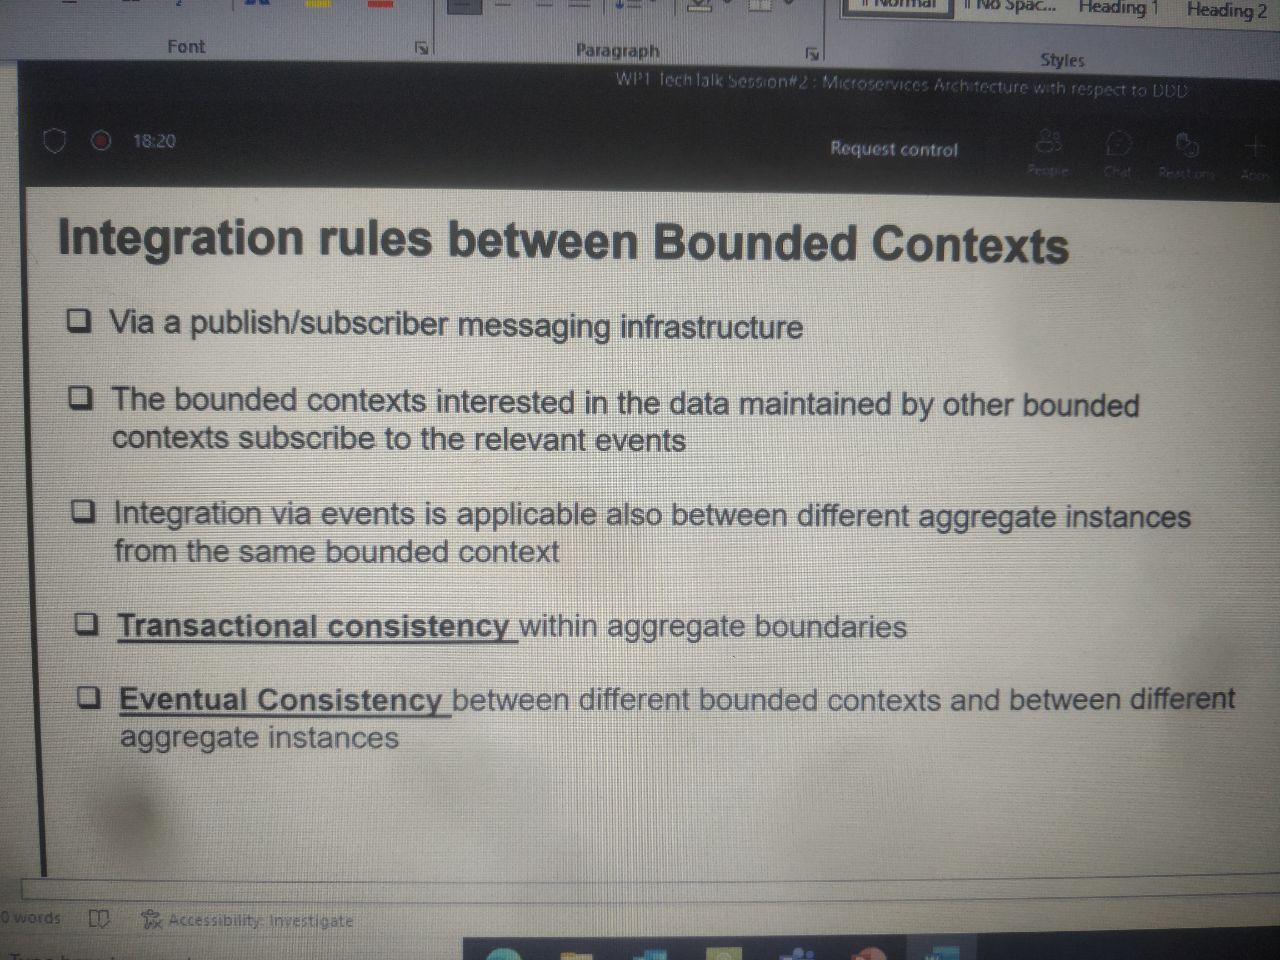 Normal
No Spac...
Heading 1
Heading 2
Font
Paragraph
Styles
WP1 Tech Talk Session#2 : Microservices Architecture with respect to DDD
18:20
Request control
People
Chat
Reactions
Apps
Integration rules between Bounded Contexts
Via a publish/subscriber messaging infrastructure
The bounded contexts interested in the data maintained by other bounded
contexts subscribe to the relevant events
Integration via events is applicable also between different aggregate instances
from the same bounded context
Transactional consistency within aggregate boundaries
Eventual Consistency between different bounded contexts and between different
aggregate instances
0 words
Accessibility: Investigate